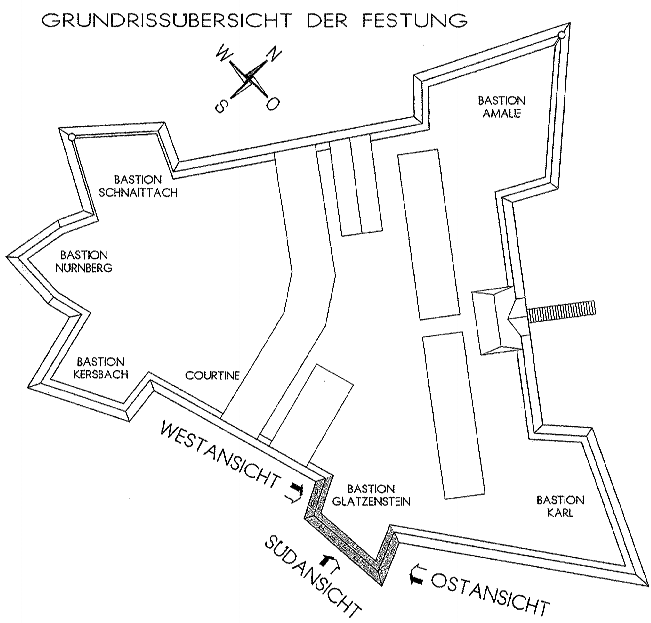 GRUNDRISSÜBERSICHT DER FESTUNG
W
N
S
O
BASTION
AMALIE
BASTION
SCHNAITTACH
BASTION
NÜRNBERG
BASTION
KERSBACH
COURTINE
WESTANSICHT
BASTION
GLATZENSTEIN
BASTION
KARL
SÜDANSICHT
OSTANSICHT